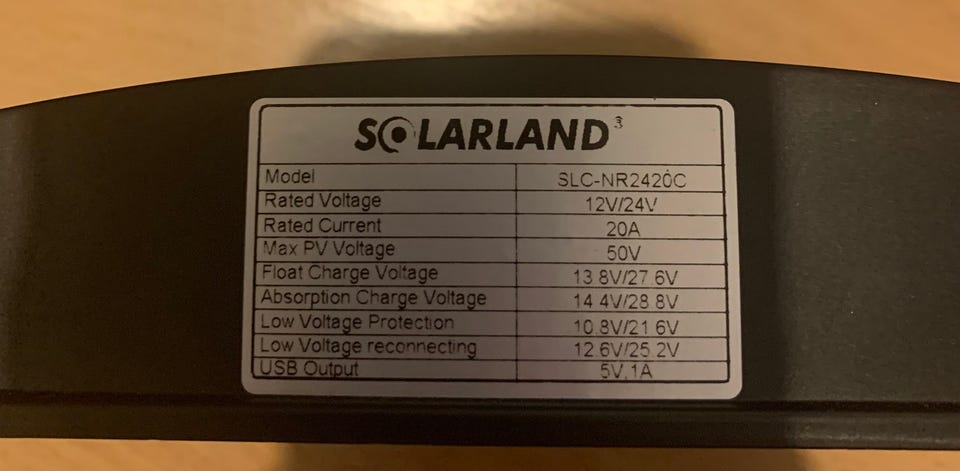 SOLARLAND
Model SLC-NR2420C
Rated Voltage 12V/24V
Rated Current 20A
Max PV Voltage 50V
Float Charge Voltage 13.8V/27.6V
Absorption Charge Voltage 14.4V/28.8V
Low Voltage Protection 10.8V/21.6V
Low Voltage reconnecting 12.6V/25.2V
USB Output 5V,1A